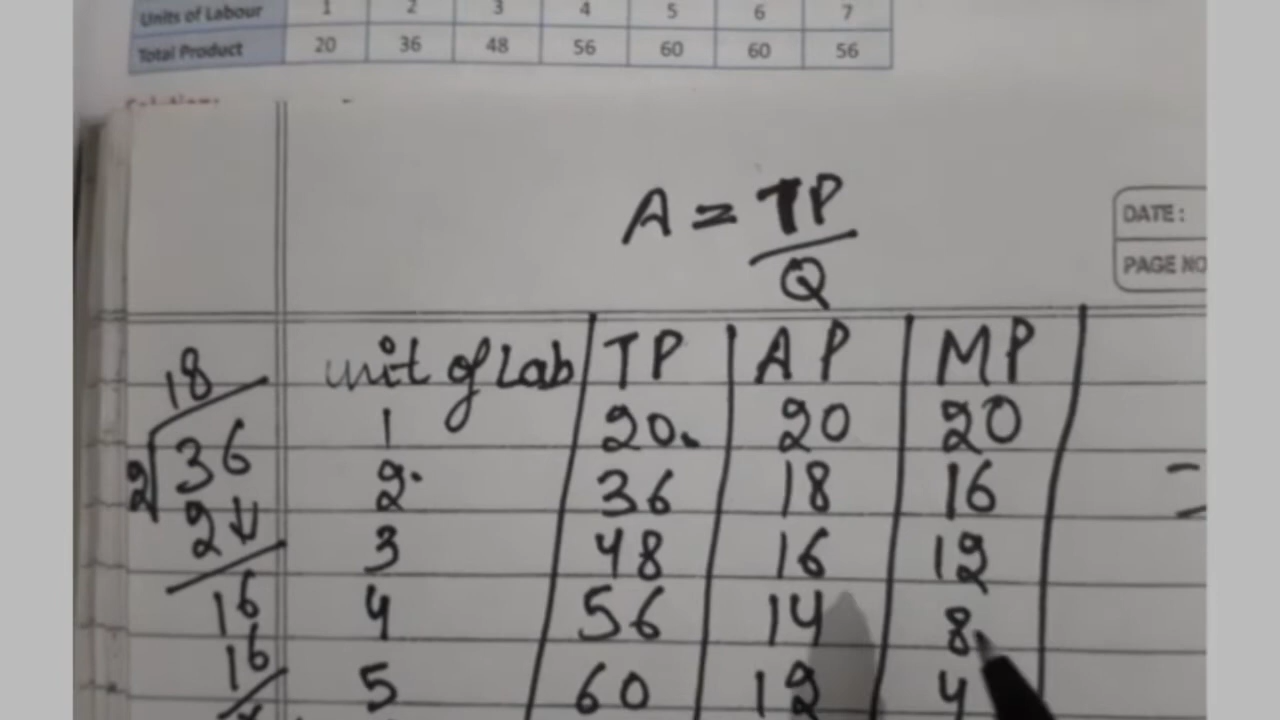 Units of Labour 1 2 3 4 5 6 7
Total Product 20 36 48 56 60 60 56
Solution:
A = TP
Q
DATE:
PAGE NO
unit of Lab TP AP MP
1 20. 20 20
2. 36 18 16
3 48 16 12
4 56 14 8
5 60 12 4
18
2 36
2↓
16
16